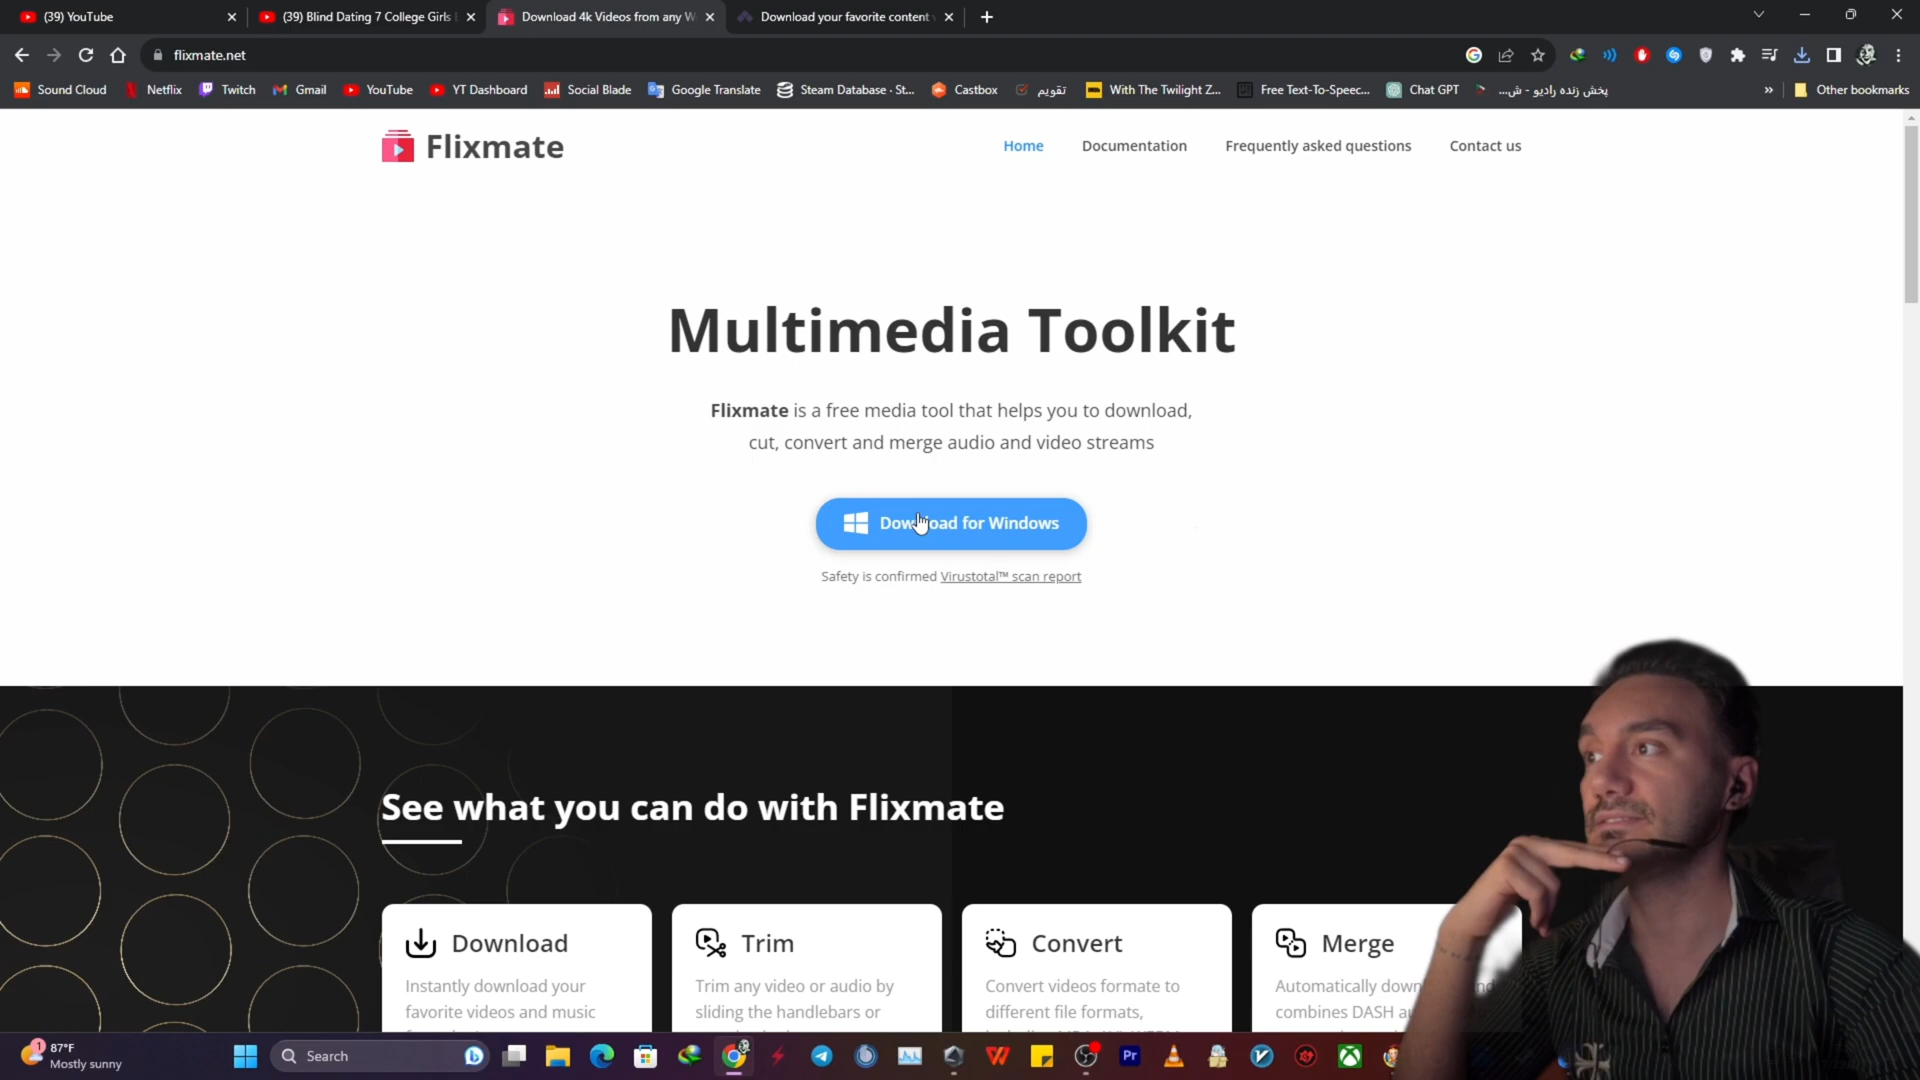 (39) YouTube
(39) Blind Dating 7 College Girls
Download 4k Videos from any W
Download your favorite content
flixmate.net
Sound Cloud
Netflix
Twitch
Gmail
YouTube
YT Dashboard
Social Blade
Google Translate
Steam Database · St...
Castbox
تقویم
With The Twilight Z...
Free Text-To-Speec...
Chat GPT
پخش زنده رادیو - ش...
»
Other bookmarks
Flixmate
Home
Documentation
Frequently asked questions
Contact us
Multimedia Toolkit
Flixmate is a free media tool that helps you to download,
cut, convert and merge audio and video streams
Download for Windows
Safety is confirmed Virustotal™ scan report
See what you can do with Flixmate
Download
Instantly download your
favorite videos and music
Trim
Trim any video or audio by
sliding the handlebars or
Convert
Convert videos formate to
different file formats,
Merge
Automatically down
combines DASH
1
87°F
Mostly sunny
Search
Pr